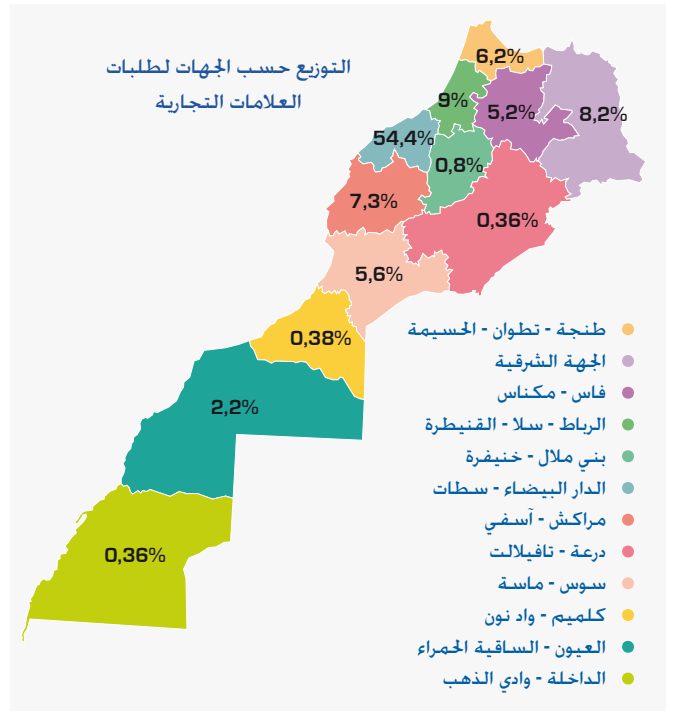 التوزيع حسب الجهات لطلبات
العلامات التجارية
6,2%
9%
5,2%
8,2%
54,4%
0,8%
7,3%
0,36%
5,6%
0,38%
2,2%
0,36%
طنجة - تطوان - الحسيمة
الجهة الشرقية
فاس - مكناس
الرباط - سلا - القنيطرة
بني ملال - خنيفرة
الدار البيضاء - سطات
مراكش - آسفي
درعة - تافيلالت
سوس - ماسة
كلميم - واد نون
العيون - الساقية الحمراء
الداخلة - وادي الذهب